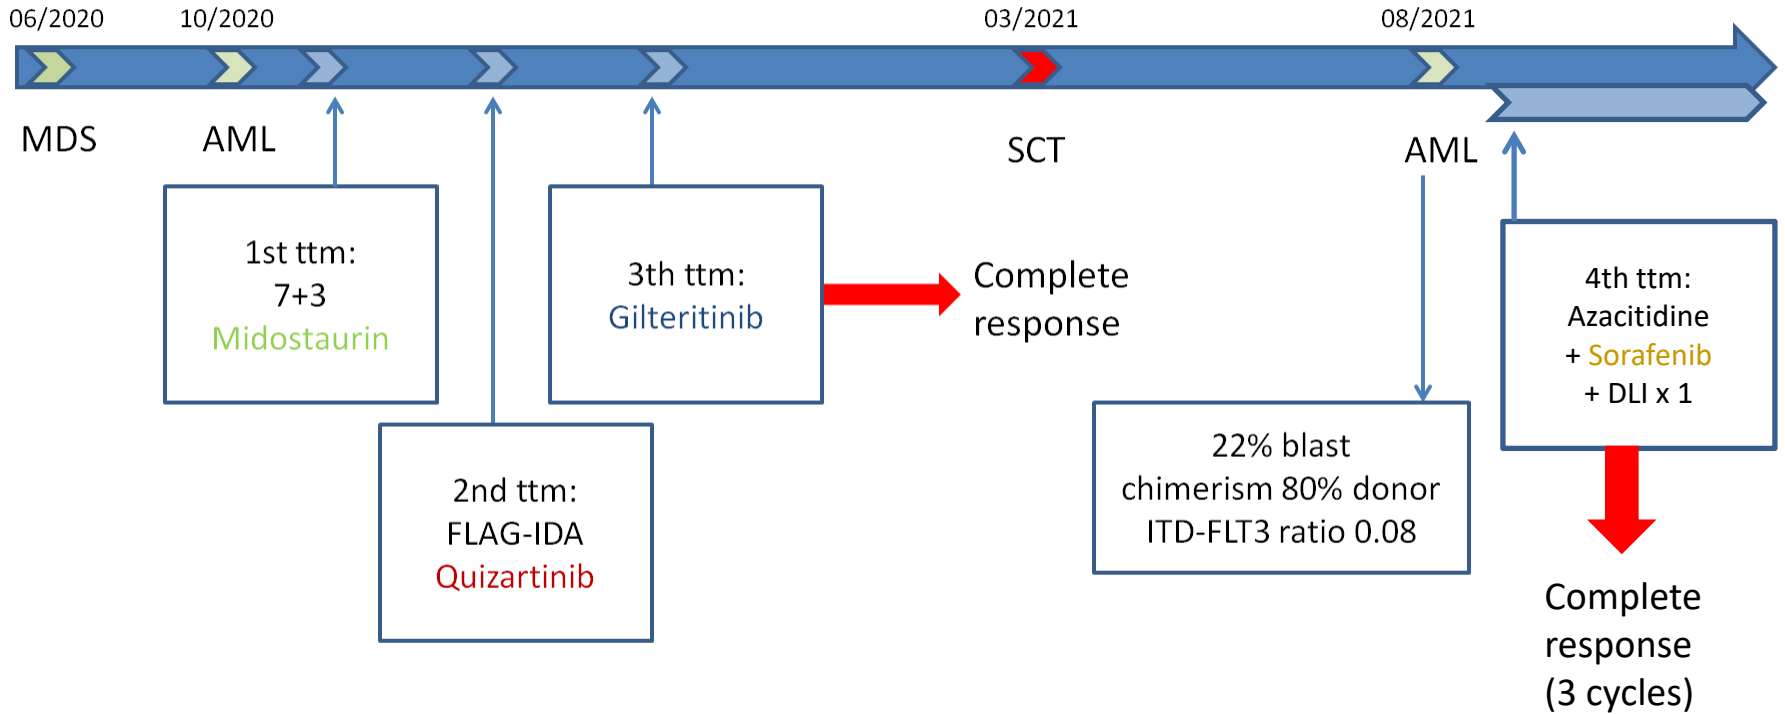 06/2020
10/2020
03/2021
08/2021
MDS
AML
SCT
AML
1st ttm:
7+3
Midostaurin
2nd ttm:
FLAG-IDA
Quizartinib
3th ttm:
Gilteritinib
Complete
response
22% blast
chimerism 80% donor
ITD-FLT3 ratio 0.08
4th ttm:
Azacitidine
+ Sorafenib
+ DLI x 1
Complete
response
(3 cycles)